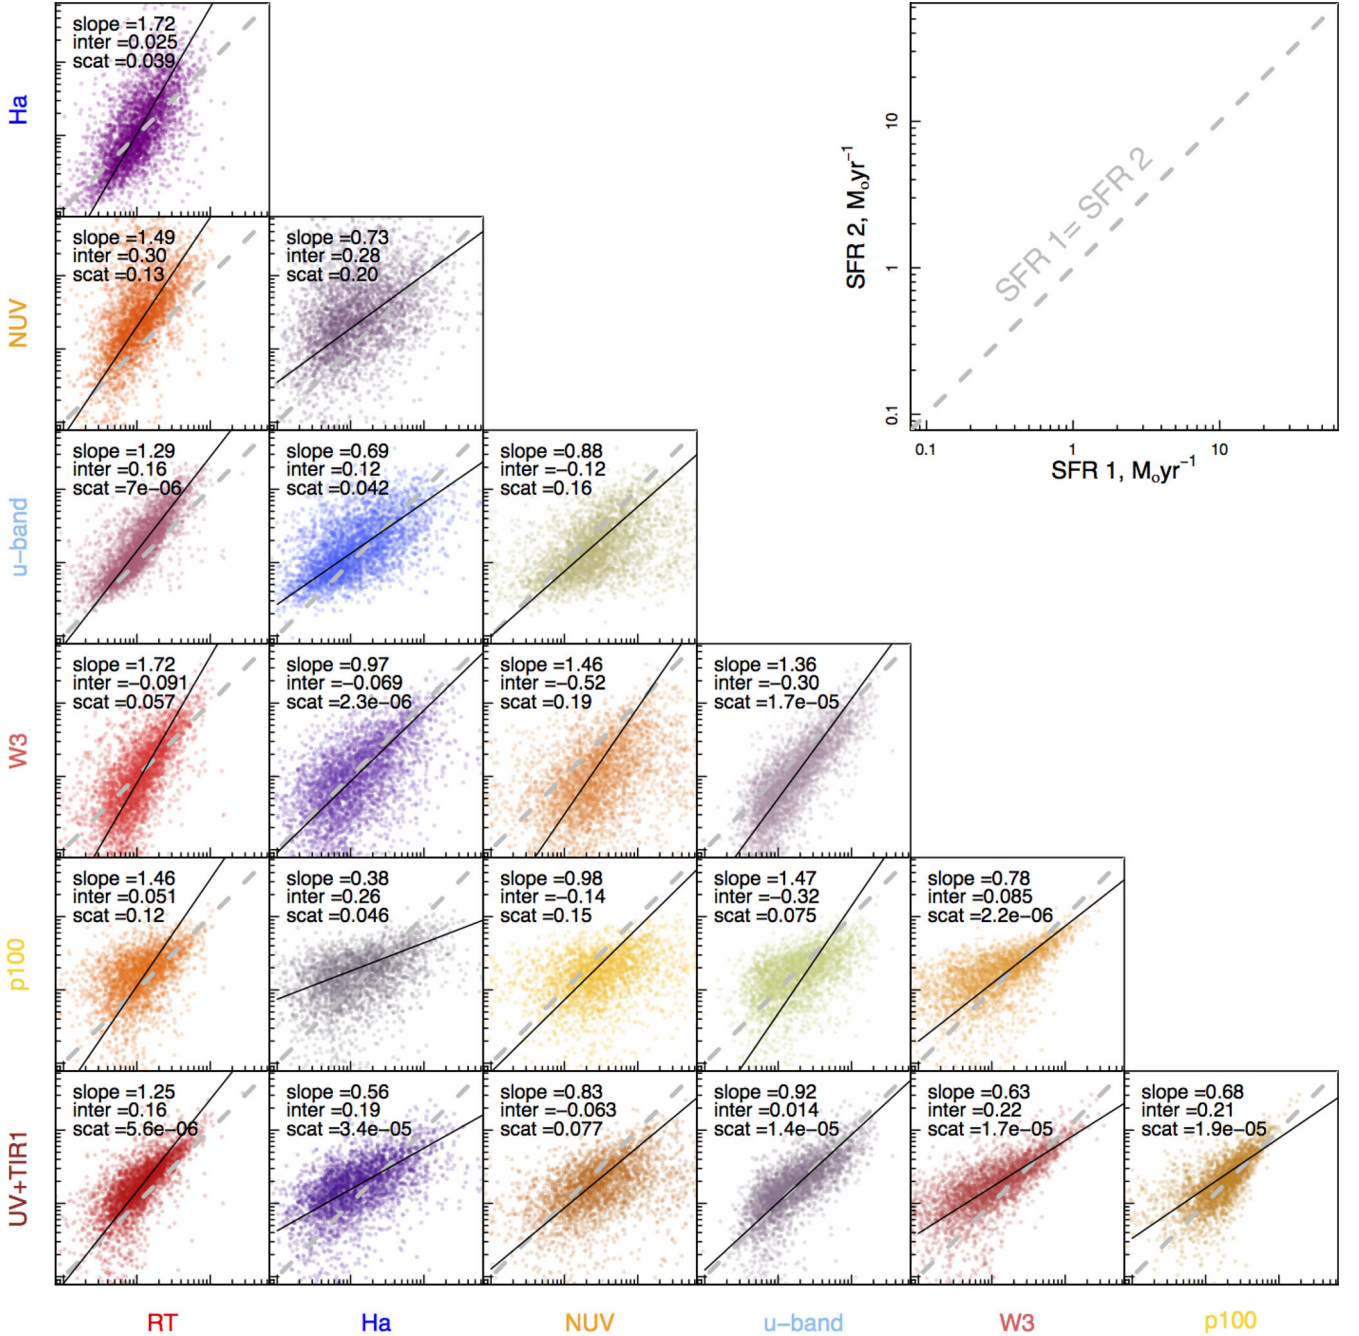 slope =1.72
inter =0.025
scat =0.039
Ha
10
1
0.1
SFR 2, M₀yr⁻¹
SFR 1= SFR 2
0.1 1 10
SFR 1, M₀yr⁻¹
slope =1.49
inter =0.30
scat =0.13
slope =0.73
inter =0.28
scat =0.20
NUV
slope =1.29
inter =0.16
scat =7e−06
slope =0.69
inter =0.12
scat =0.042
slope =0.88
inter =−0.12
scat =0.16
u−band
slope =1.72
inter =−0.091
scat =0.057
slope =0.97
inter =−0.069
scat =2.3e−06
slope =1.46
inter =−0.52
scat =0.19
slope =1.36
inter =−0.30
scat =1.7e−05
W3
slope =1.46
inter =0.051
scat =0.12
slope =0.38
inter =0.26
scat =0.046
slope =0.98
inter =−0.14
scat =0.15
slope =1.47
inter =−0.32
scat =0.075
slope =0.78
inter =0.085
scat =2.2e−06
p100
slope =1.25
inter =0.16
scat =5.6e−06
slope =0.56
inter =0.19
scat =3.4e−05
slope =0.83
inter =−0.063
scat =0.077
slope =0.92
inter =0.014
scat =1.4e−05
slope =0.63
inter =0.22
scat =1.7e−05
slope =0.68
inter =0.21
scat =1.9e−05
UV+TIR1
RT Ha NUV u−band W3 p100